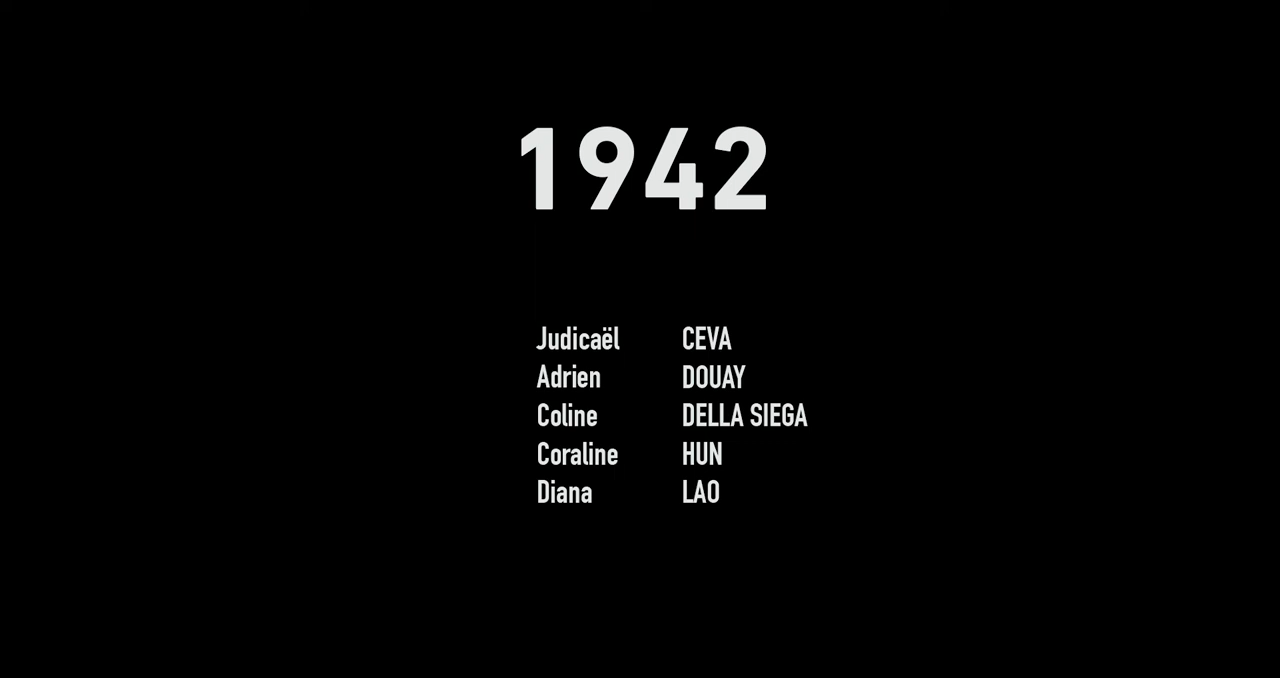 1942
Judicaël CEVA
Adrien DOUAY
Coline DELLA SIEGA
Coraline HUN
Diana LAO